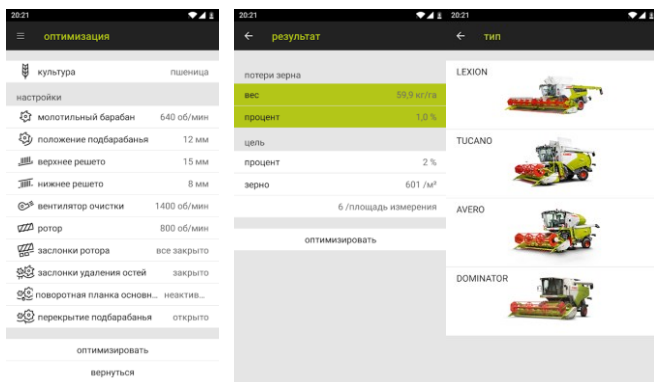 20:21
оптимизация
культура пшеница
настройки
молотильный барабан 640 об/мин
положение подбарабанья 12 мм
верхнее решето 15 мм
нижнее решето 8 мм
вентилятор очистки 1400 об/мин
ротор 800 об/мин
заслонки ротора все закрыто
заслонки удаления остей закрыто
поворотная планка основн... неактив...
перекрытие подбарабанья открыто
оптимизировать
вернуться
20:21
результат
потери зерна
вес 59,9 кг/га
процент 1,0 %
цель
процент 2 %
зерно 601 /м²
6 /площадь измерения
оптимизировать
20:21
тип
LEXION
TUCANO
AVERO
DOMINATOR